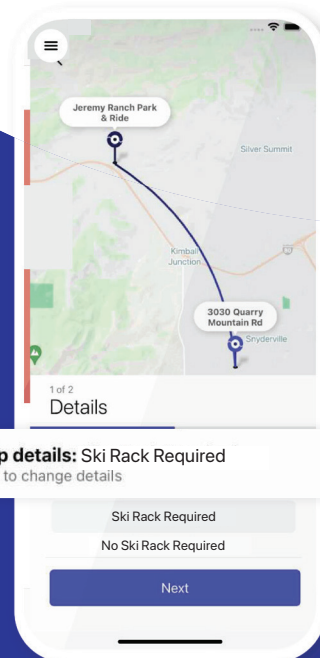 Jeremy Ranch Park
& Ride
Silver Summit
Kimball
Junction
3030 Quarry
Mountain Rd
Snyderville
1 of 2
Details
p details: Ski Rack Required
to change details
Ski Rack Required
No Ski Rack Required
Next